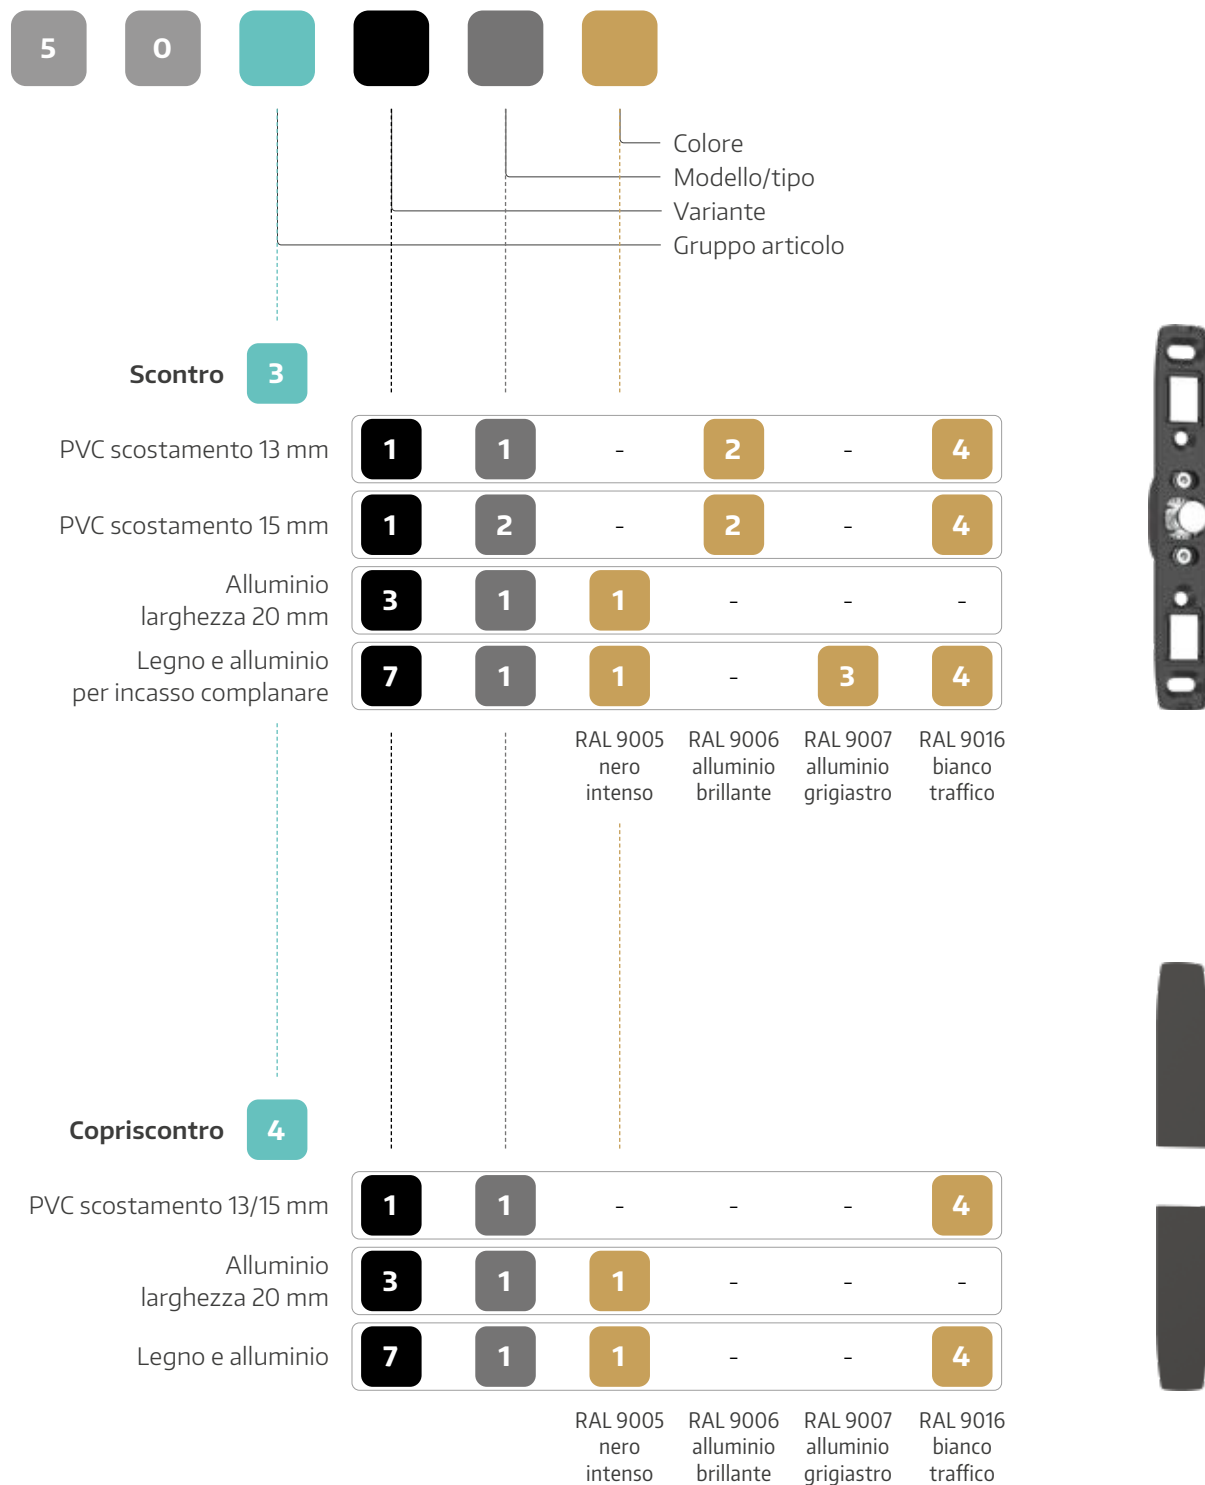 5 0
Colore
Modello/tipo
Variante
Gruppo articolo
Scontro 3
PVC scostamento 13 mm 1 1 - 2 - 4
PVC scostamento 15 mm 1 2 - 2 - 4
Alluminio
larghezza 20 mm 3 1 1 - - -
Legno e alluminio
per incasso complanare 7 1 1 - 3 4
RAL 9005 RAL 9006 RAL 9007 RAL 9016
nero alluminio alluminio bianco
intenso brillante grigiastro traffico
Copriscontro 4
PVC scostamento 13/15 mm 1 1 - - - 4
Alluminio
larghezza 20 mm 3 1 1 - - -
Legno e alluminio 7 1 1 - - 4
RAL 9005 RAL 9006 RAL 9007 RAL 9016
nero alluminio alluminio bianco
intenso brillante grigiastro traffico